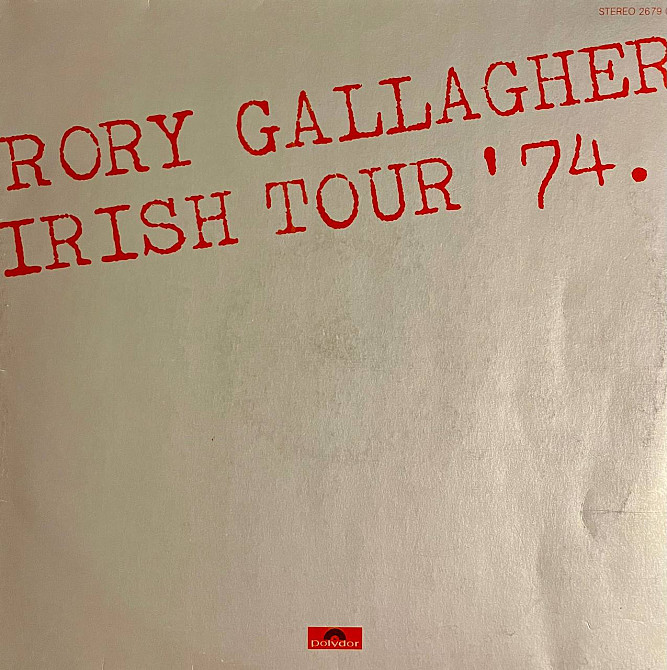 STEREO 2679
RORY GALLAGHER
IRISH TOUR '74.
Polydor